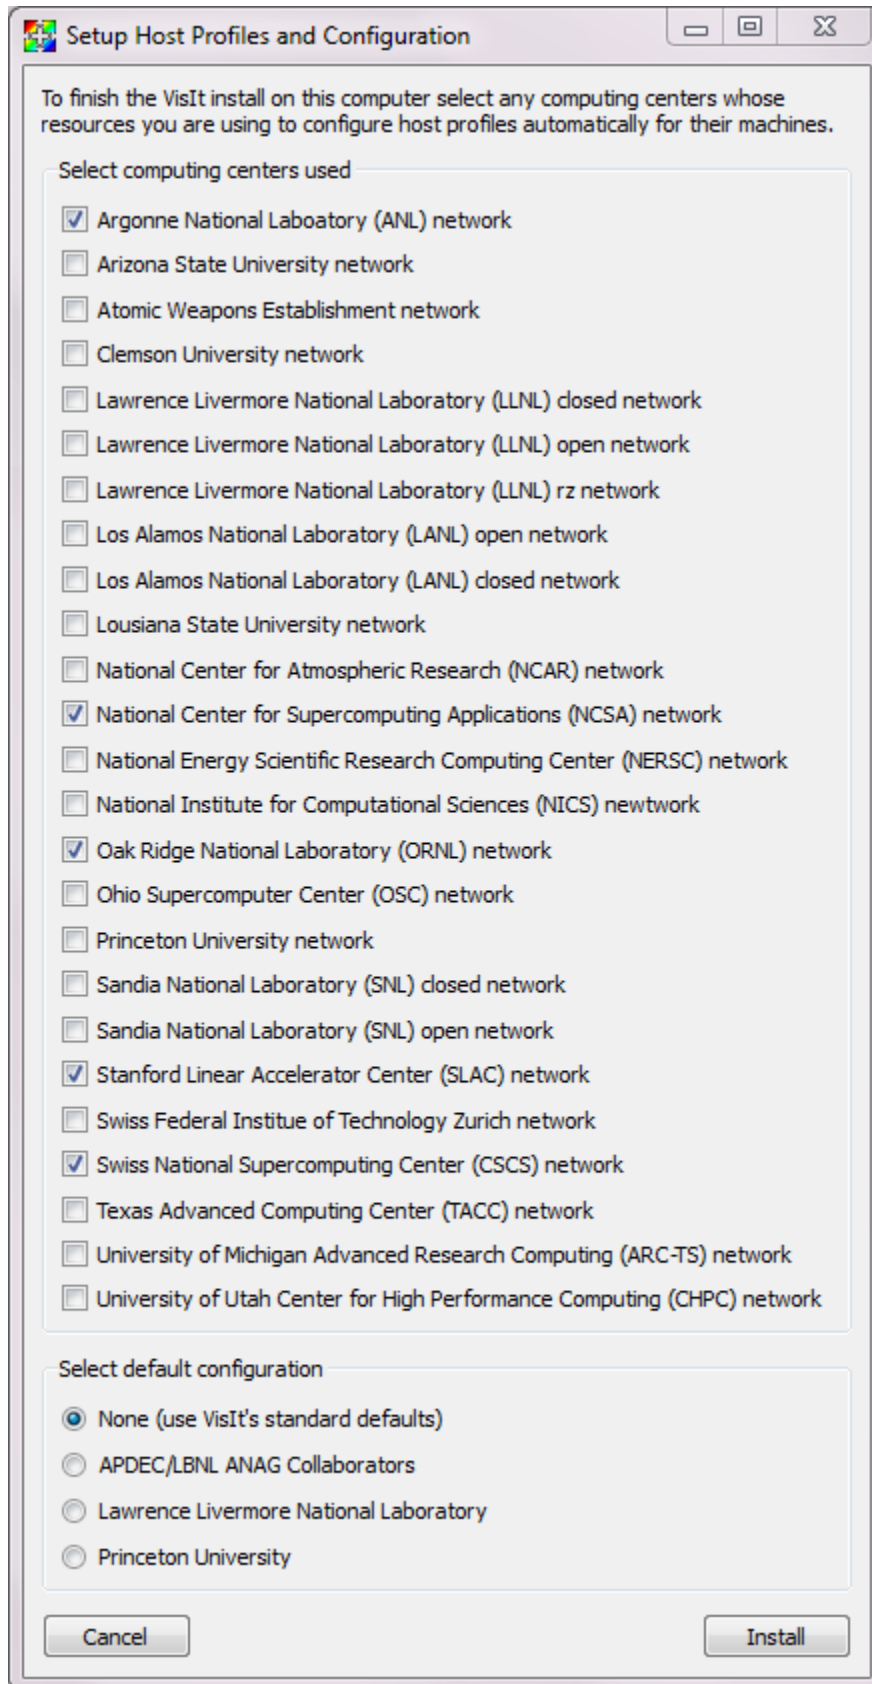 Setup Host Profiles and Configuration
To finish the VisIt install on this computer select any computing centers whose
resources you are using to configure host profiles automatically for their machines.
Select computing centers used
Argonne National Laboatory (ANL) network
Arizona State University network
Atomic Weapons Establishment network
Clemson University network
Lawrence Livermore National Laboratory (LLNL) closed network
Lawrence Livermore National Laboratory (LLNL) open network
Lawrence Livermore National Laboratory (LLNL) rz network
Los Alamos National Laboratory (LANL) open network
Los Alamos National Laboratory (LANL) closed network
Lousiana State University network
National Center for Atmospheric Research (NCAR) network
National Center for Supercomputing Applications (NCSA) network
National Energy Scientific Research Computing Center (NERSC) network
National Institute for Computational Sciences (NICS) newtwork
Oak Ridge National Laboratory (ORNL) network
Ohio Supercomputer Center (OSC) network
Princeton University network
Sandia National Laboratory (SNL) closed network
Sandia National Laboratory (SNL) open network
Stanford Linear Accelerator Center (SLAC) network
Swiss Federal Institue of Technology Zurich network
Swiss National Supercomputing Center (CSCS) network
Texas Advanced Computing Center (TACC) network
University of Michigan Advanced Research Computing (ARC-TS) network
University of Utah Center for High Performance Computing (CHPC) network
Select default configuration
None (use VisIt's standard defaults)
APDEC/LBNL ANAG Collaborators
Lawrence Livermore National Laboratory
Princeton University
Cancel
Install